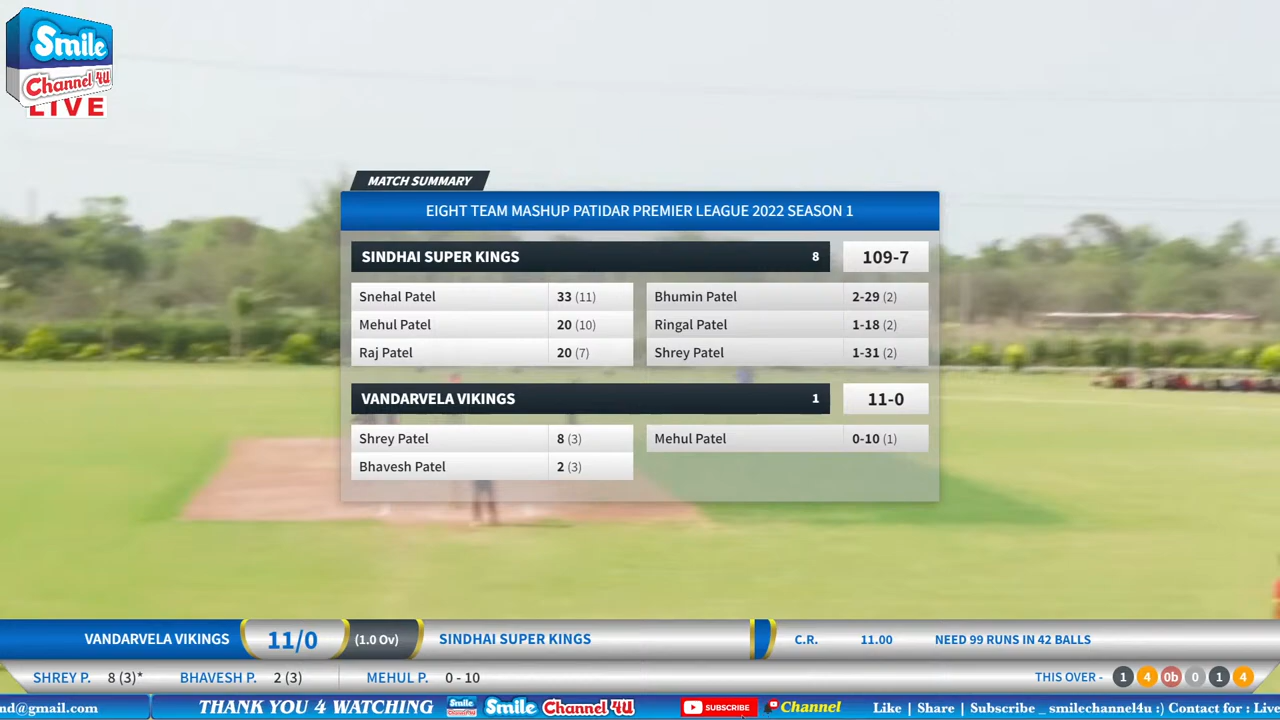 Smile
Channel 4U
LIVE
MATCH SUMMARY
EIGHT TEAM MASHUP PATIDAR PREMIER LEAGUE 2022 SEASON 1
SINDHAI SUPER KINGS 8 109-7
Snehal Patel 33 (11) Bhumin Patel 2-29 (2)
Mehul Patel 20 (10) Ringal Patel 1-18 (2)
Raj Patel 20 (7) Shrey Patel 1-31 (2)
VANDARVELA VIKINGS 1 11-0
Shrey Patel 8 (3) Mehul Patel 0-10 (1)
Bhavesh Patel 2 (3)
VANDARVELA VIKINGS 11/0 (1.0 Ov) SINDHAI SUPER KINGS C.R. 11.00 NEED 99 RUNS IN 42 BALLS
SHREY P. 8 (3)* BHAVESH P. 2 (3) MEHUL P. 0 - 10 THIS OVER - 1 4 0b 0 1 4
nd@gmail.com THANK YOU 4 WATCHING Smile Channel 4U Smile Channel 4U SUBSCRIBE Channel Like | Share | Subscribe _ smilechannel4u :) Contact for : Live